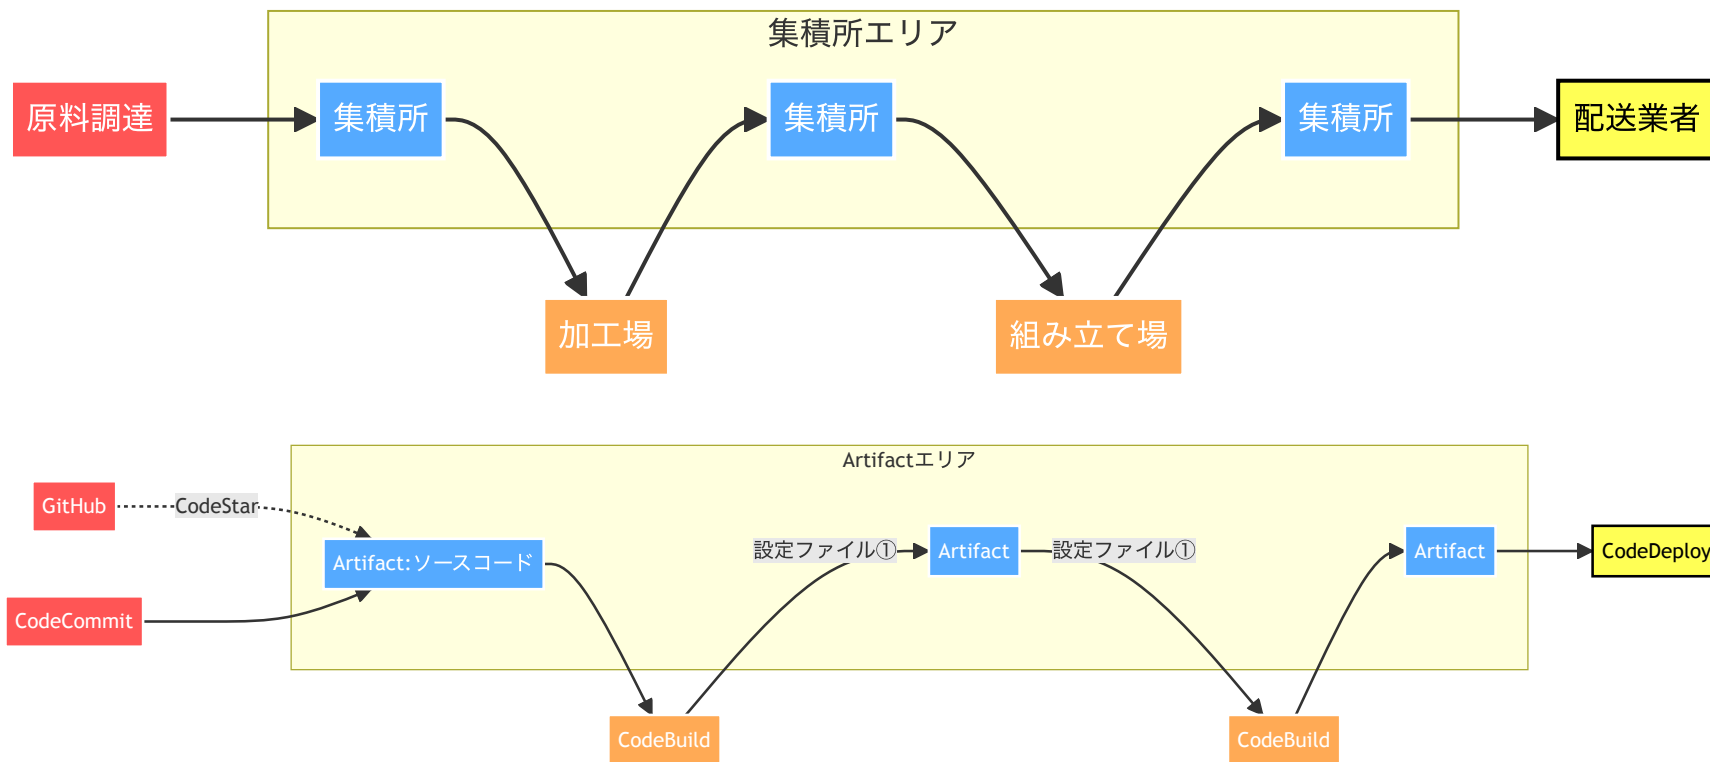 集積所エリア
原料調達
集積所
集積所
集積所
配送業者
加工場
組み立て場
Artifactエリア
GitHub
CodeStar
CodeCommit
Artifact:ソースコード
設定ファイル①
Artifact
設定ファイル①
Artifact
CodeDeploy
CodeBuild
CodeBuild